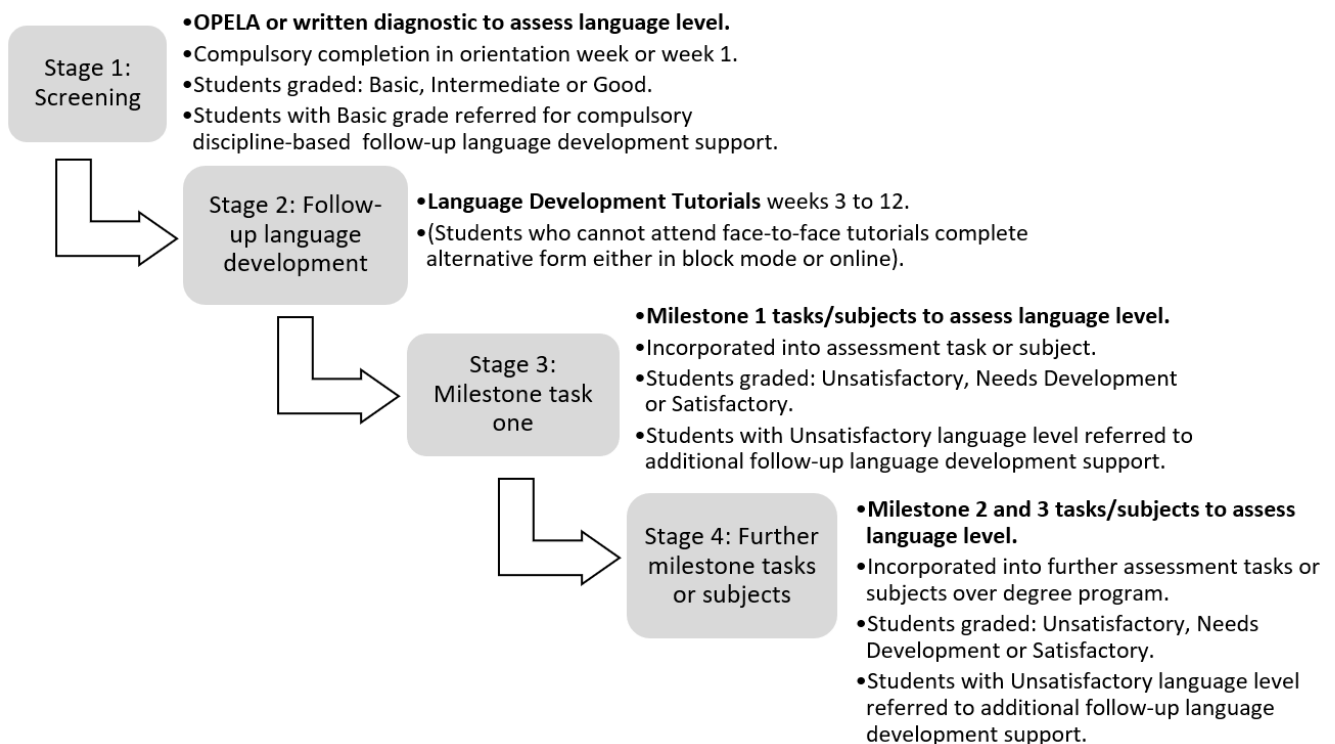 Stage 1:
Screening
•OPELA or written diagnostic to assess language level.
•Compulsory completion in orientation week or week 1.
•Students graded: Basic, Intermediate or Good.
•Students with Basic grade referred for compulsory
discipline-based  follow-up language development support.
Stage 2: Follow-
up language
development
•Language Development Tutorials weeks 3 to 12.
•(Students who cannot attend face-to-face tutorials complete
alternative form either in block mode or online).
Stage 3:
Milestone task
one
•Milestone 1 tasks/subjects to assess language level.
•Incorporated into assessment task or subject.
•Students graded: Unsatisfactory, Needs Development
or Satisfactory.
•Students with Unsatisfactory language level referred to
additional follow-up language development support.
Stage 4: Further
milestone tasks
or subjects
•Milestone 2 and 3 tasks/subjects to assess
language level.
•Incorporated into further assessment tasks or
subjects over degree program.
•Students graded: Unsatisfactory, Needs
Development or Satisfactory.
•Students with Unsatisfactory language level
referred to additional follow-up language
development support.